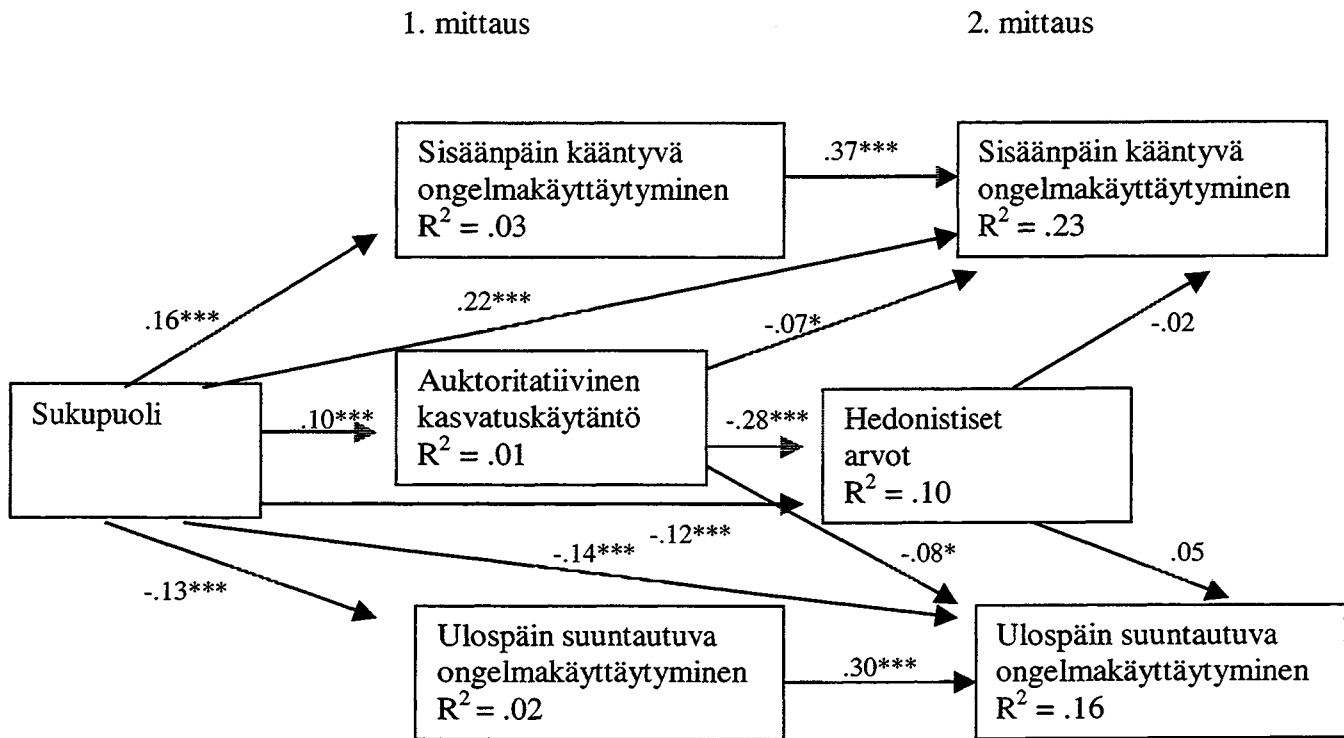 1. mittaus
2. mittaus
Sisäänpäin kääntyvä
ongelmakäyttäytyminen
R² = .03
.37***
Sisäänpäin kääntyvä
ongelmakäyttäytyminen
R² = .23
.16***
.22***
-.07*
-.02
Sukupuoli
.10***
Auktoritatiivinen
kasvatuskäytäntö
R² = .01
-.28***
Hedonistiset
arvot
R² = .10
-.13***
-.14***
-.12***
-.08*
.05
Ulospäin suuntautuva
ongelmakäyttäytyminen
R² = .02
.30***
Ulospäin suuntautuva
ongelmakäyttäytyminen
R² = .16